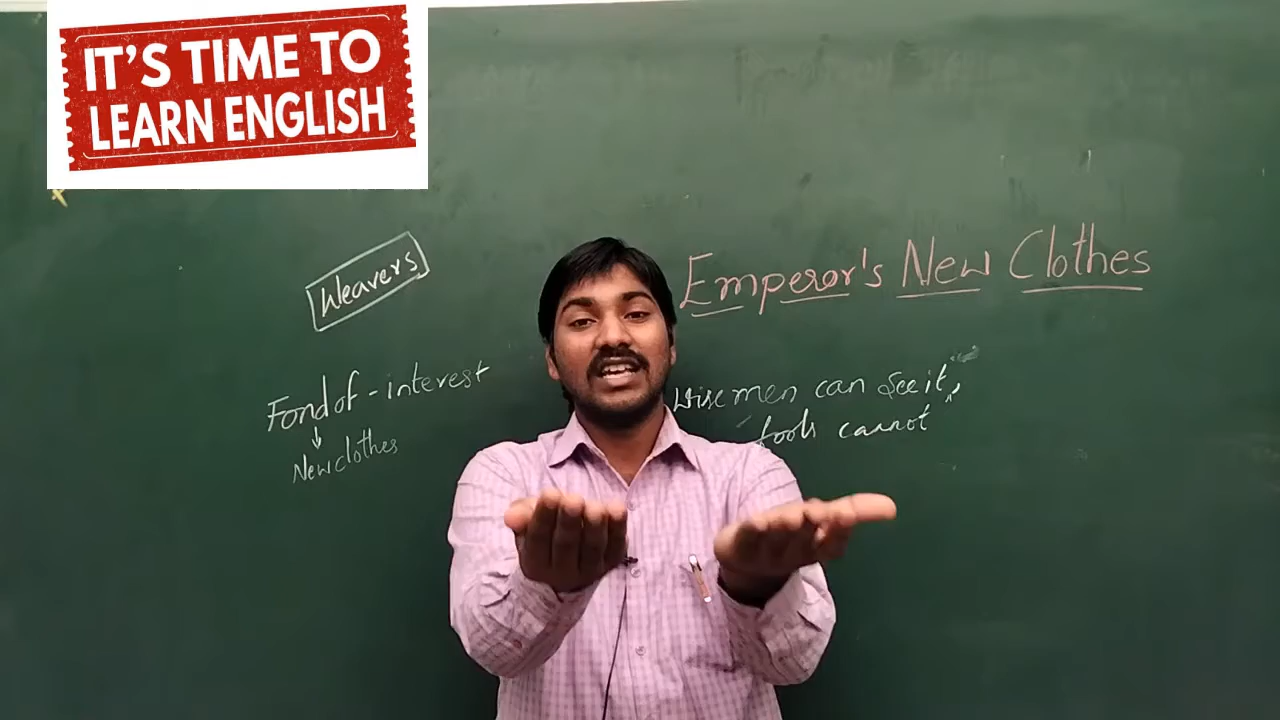 IT'S TIME TO
LEARN ENGLISH
Weavers
Emperor's New Clothes
Fond of - interest
New clothes
Wise men can see it,
fools cannot